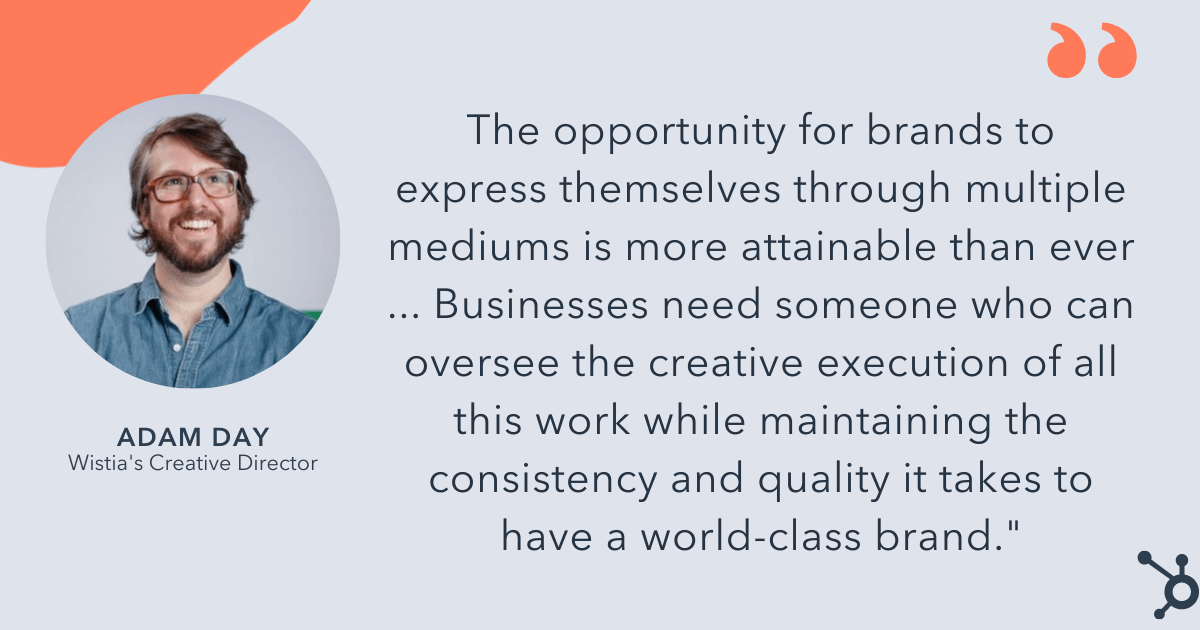 The opportunity for brands to
express themselves through multiple
mediums is more attainable than ever
... Businesses need someone who can
oversee the creative execution of all
this work while maintaining the
consistency and quality it takes to
have a world-class brand."
ADAM DAY
Wistia's Creative Director